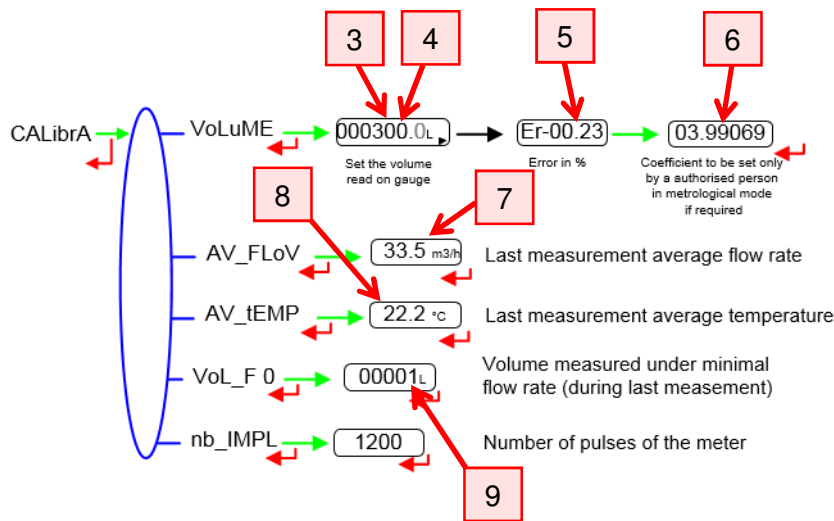 3
4
5
6
CALibrA
VoLuME
000300.0L
Er-00.23
03.99069
Set the volume
read on gauge
Error in %
Coefficient to be set only
by a authorised person
in metrological mode
if required
8
7
AV_FLoV
33.5 m3/h
Last measurement average flow rate
AV_tEMP
22.2 °C
Last measurement average temperature
VoL_F 0
00001L
Volume measured under minimal
flow rate (during last measement)
nb_IMPL
1200
Number of pulses of the meter
9